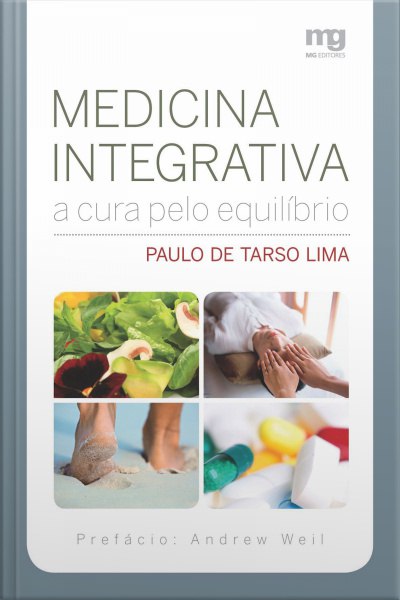 mg
MG EDITORES
MEDICINA
INTEGRATIVA
a cura pelo equilíbrio
PAULO DE TARSO LIMA
Prefácio: Andrew Weil